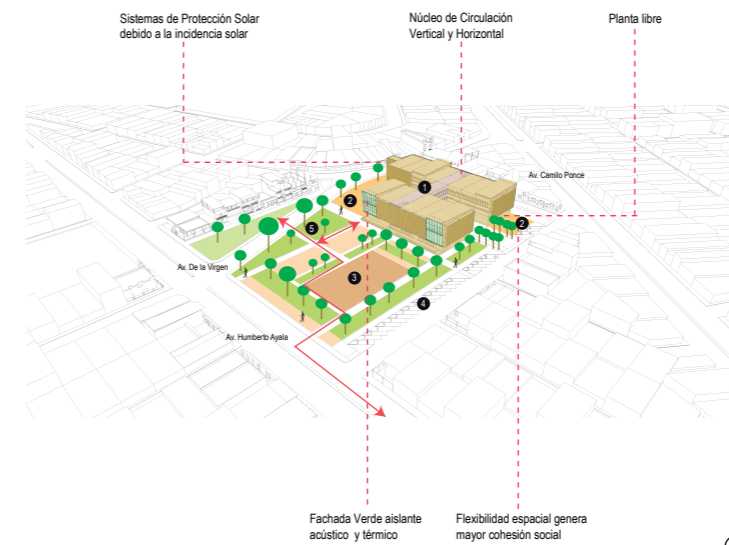 Sistemas de Protección Solar
debido a la incidencia solar
Núcleo de Circulación
Vertical y Horizontal
Planta libre
Av. Camilo Ponce
1
2
2
5
Av. De la Virgen
3
4
Av. Humberto Ayala
Fachada Verde aislante
acústico y térmico
Flexibilidad espacial genera
mayor cohesión social